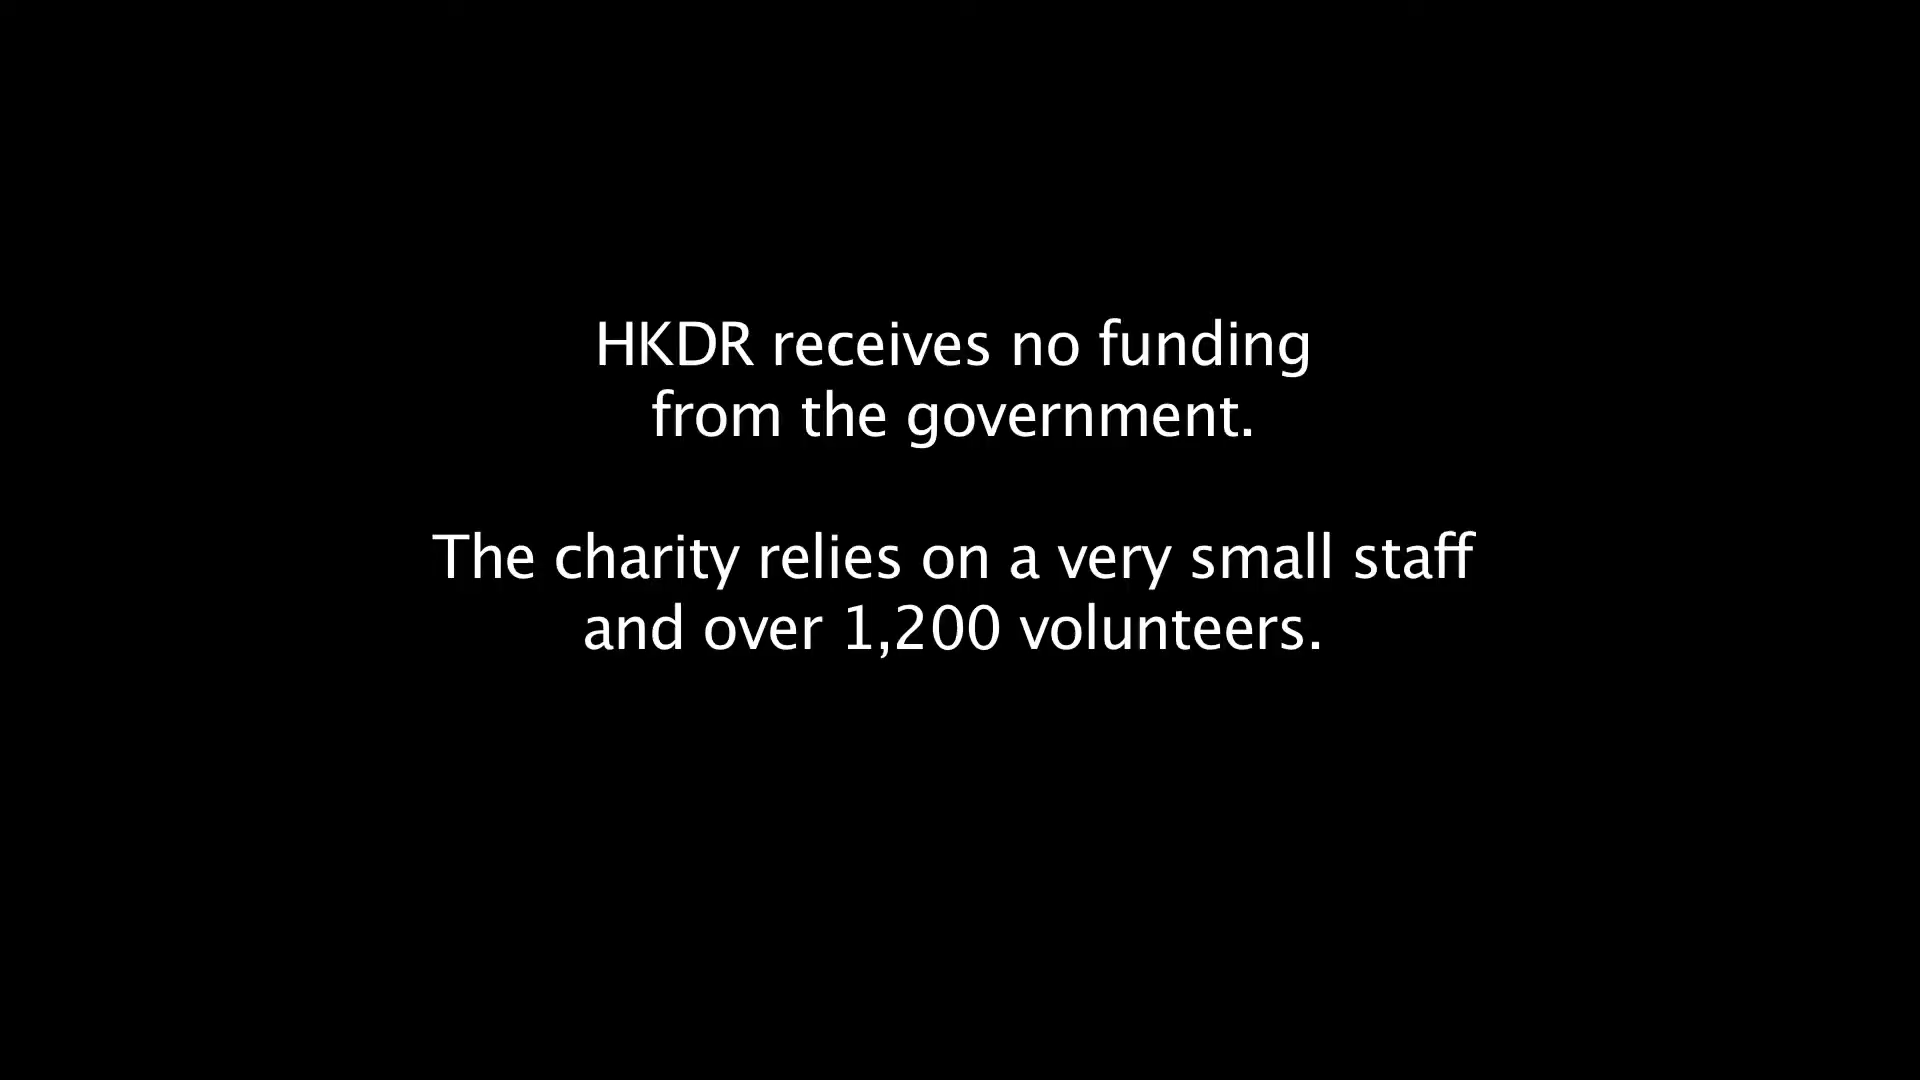 HKDR receives no funding
from the government.
The charity relies on a very small staff
and over 1,200 volunteers.